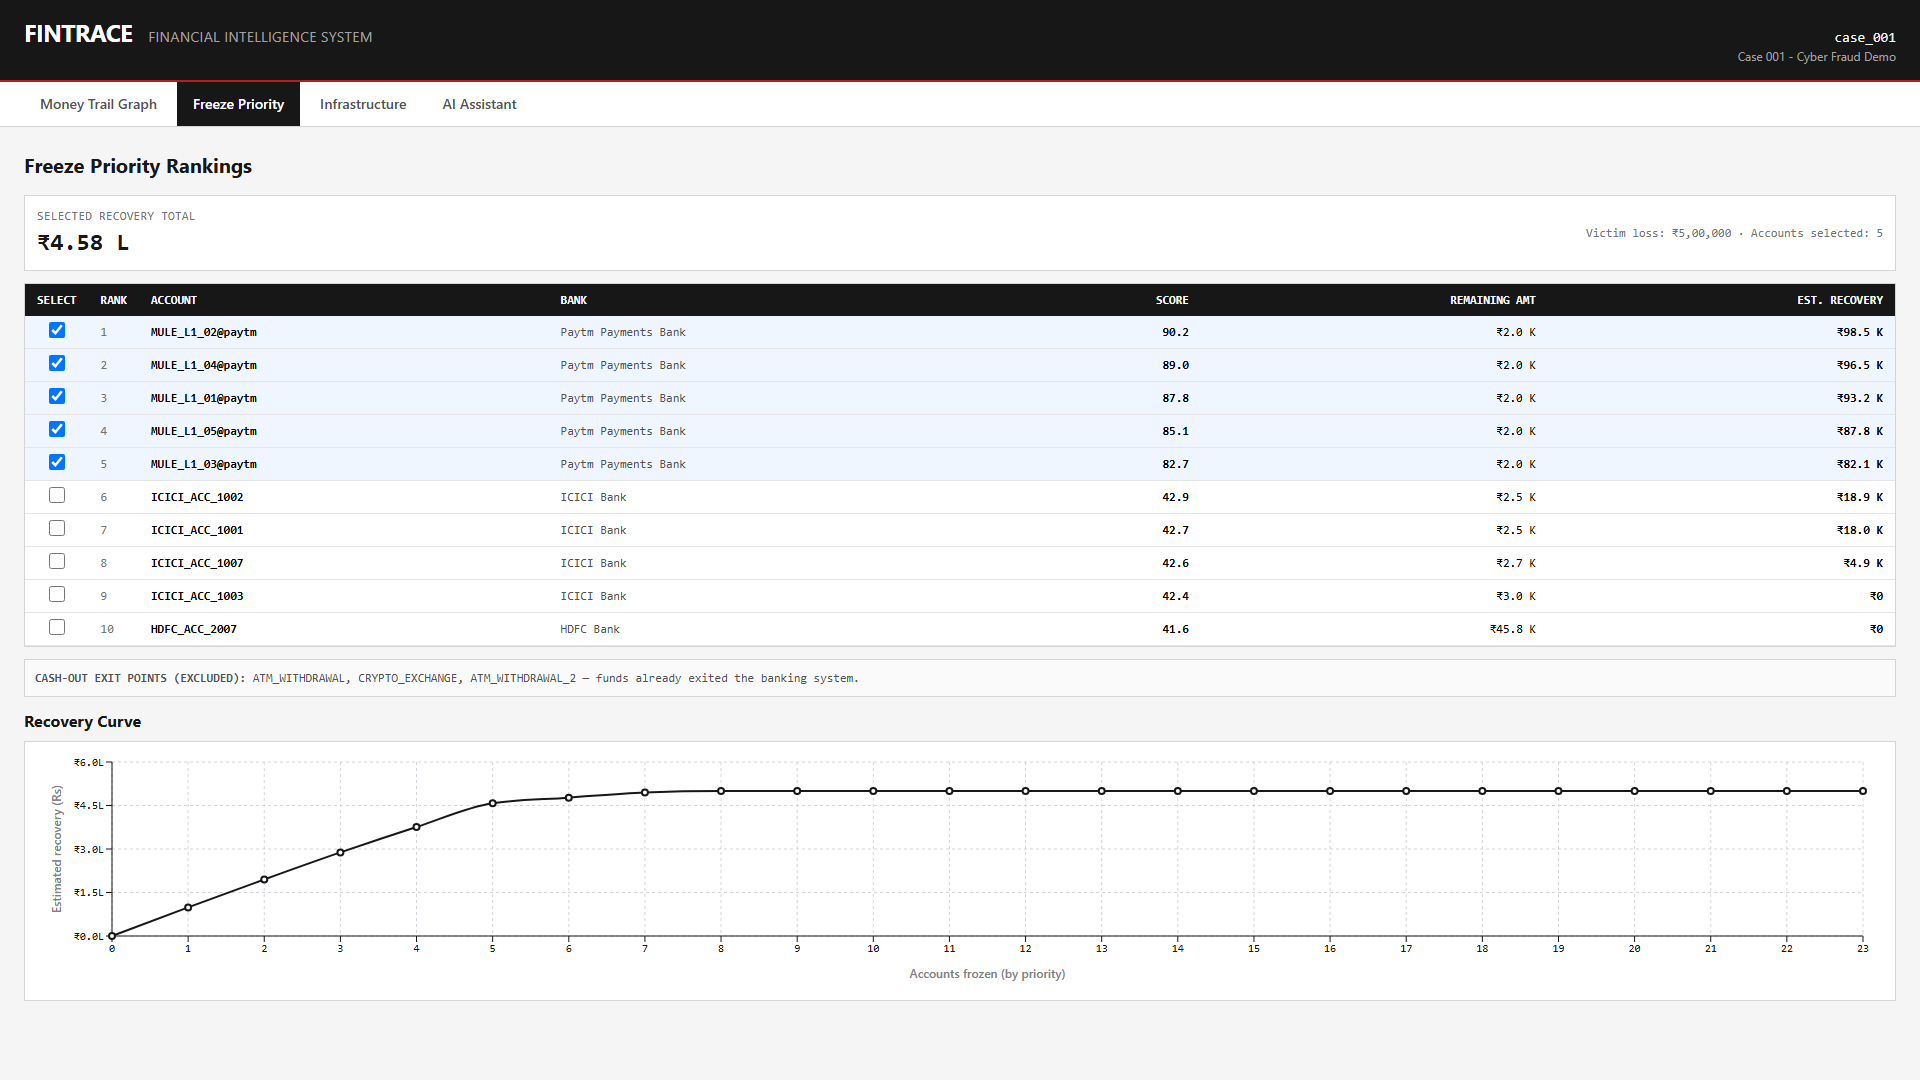 FINTRACE FINANCIAL INTELLIGENCE SYSTEM
case_001
Case 001 - Cyber Fraud Demo
Money Trail Graph Freeze Priority Infrastructure AI Assistant
Freeze Priority Rankings
SELECTED RECOVERY TOTAL
₹4.58 L
Victim loss: ₹5,00,000 · Accounts selected: 5
SELECT RANK ACCOUNT BANK SCORE REMAINING AMT EST. RECOVERY
1 MULE_L1_02@paytm Paytm Payments Bank 90.2 ₹2.0 K ₹98.5 K
2 MULE_L1_04@paytm Paytm Payments Bank 89.0 ₹2.0 K ₹96.5 K
3 MULE_L1_01@paytm Paytm Payments Bank 87.8 ₹2.0 K ₹93.2 K
4 MULE_L1_05@paytm Paytm Payments Bank 85.1 ₹2.0 K ₹87.8 K
5 MULE_L1_03@paytm Paytm Payments Bank 82.7 ₹2.0 K ₹82.1 K
6 ICICI_ACC_1002 ICICI Bank 42.9 ₹2.5 K ₹18.9 K
7 ICICI_ACC_1001 ICICI Bank 42.7 ₹2.5 K ₹18.0 K
8 ICICI_ACC_1007 ICICI Bank 42.6 ₹2.7 K ₹4.9 K
9 ICICI_ACC_1003 ICICI Bank 42.4 ₹3.0 K ₹0
10 HDFC_ACC_2007 HDFC Bank 41.6 ₹45.8 K ₹0
CASH-OUT EXIT POINTS (EXCLUDED): ATM_WITHDRAWAL, CRYPTO_EXCHANGE, ATM_WITHDRAWAL_2 — funds already exited the banking system.
Recovery Curve
Estimated recovery (Rs)
₹6.0L
₹4.5L
₹3.0L
₹1.5L
₹0.0L
0 1 2 3 4 5 6 7 8 9 10 11 12 13 14 15 16 17 18 19 20 21 22 23
Accounts frozen (by priority)